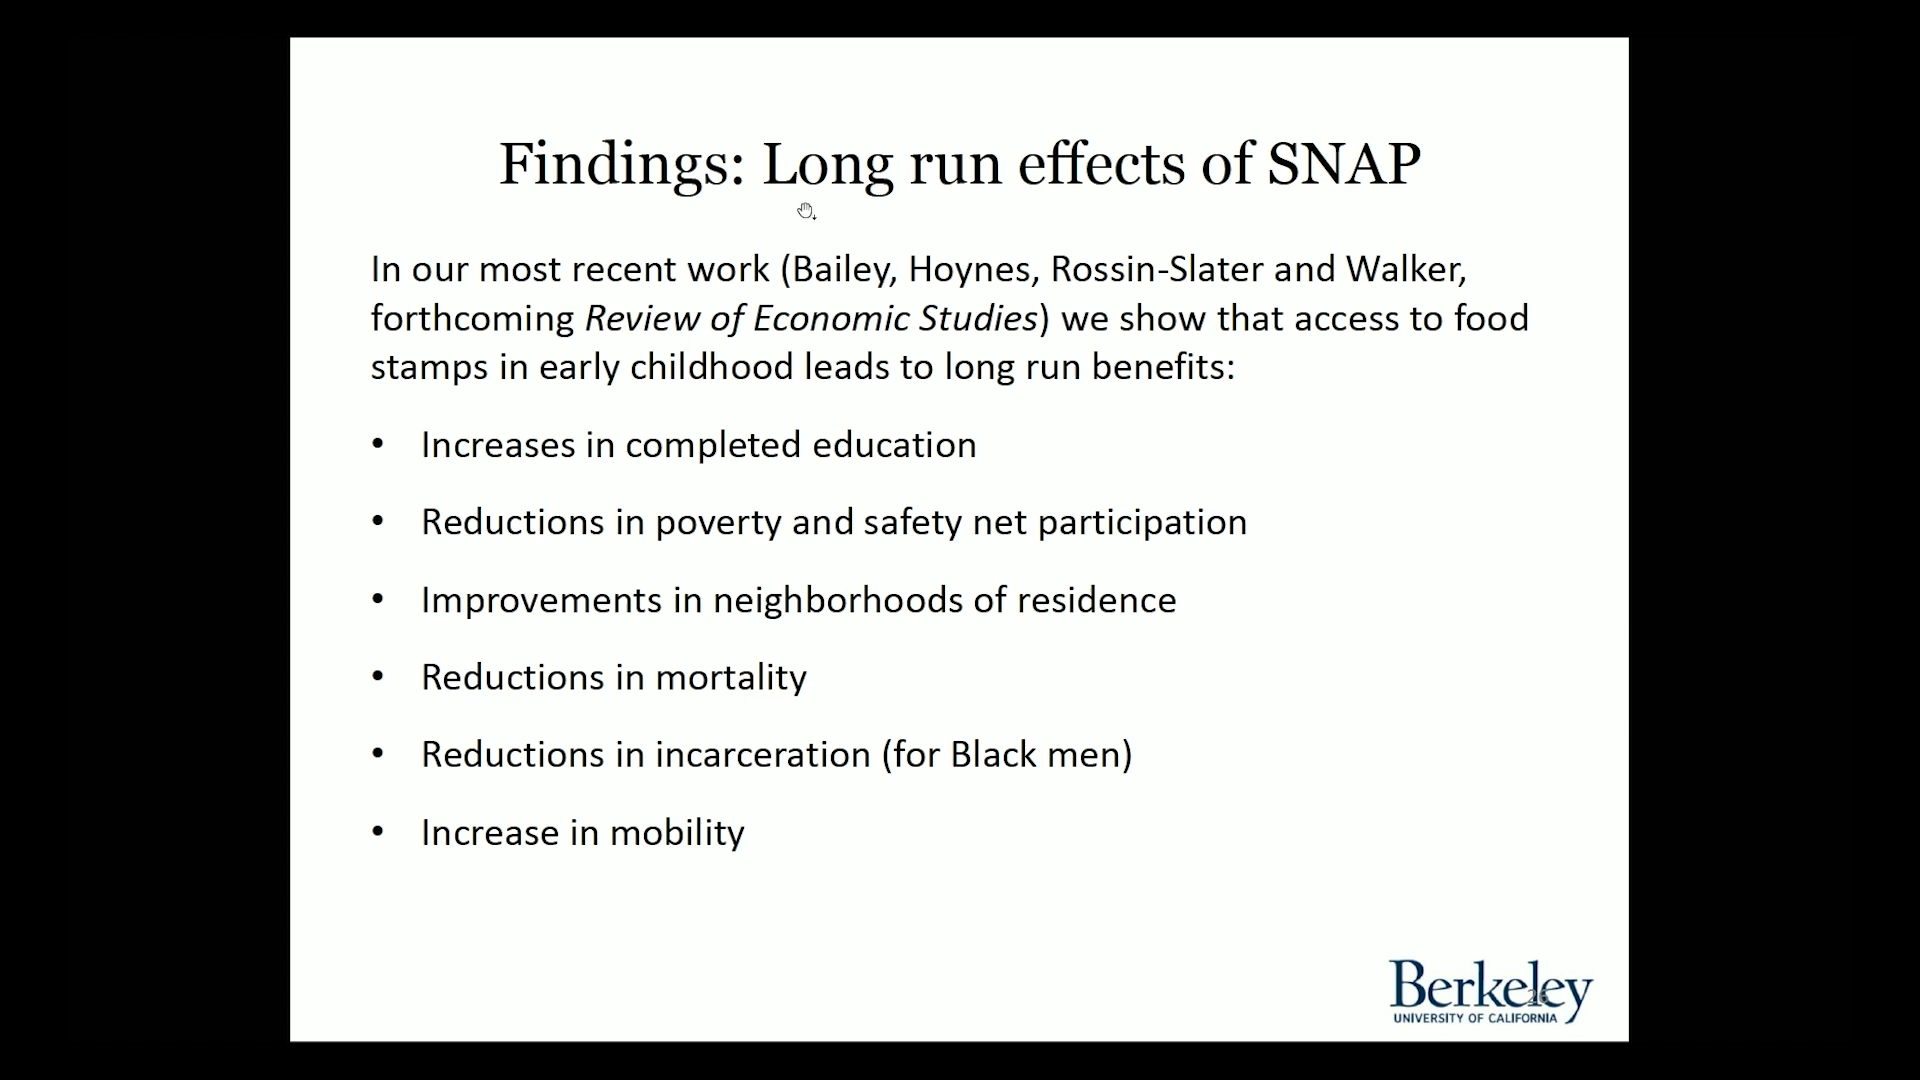 Findings: Long run effects of SNAP
In our most recent work (Bailey, Hoynes, Rossin-Slater and Walker,
forthcoming Review of Economic Studies) we show that access to food
stamps in early childhood leads to long run benefits:
• Increases in completed education
• Reductions in poverty and safety net participation
• Improvements in neighborhoods of residence
• Reductions in mortality
• Reductions in incarceration (for Black men)
• Increase in mobility
Berkeley
UNIVERSITY OF CALIFORNIA